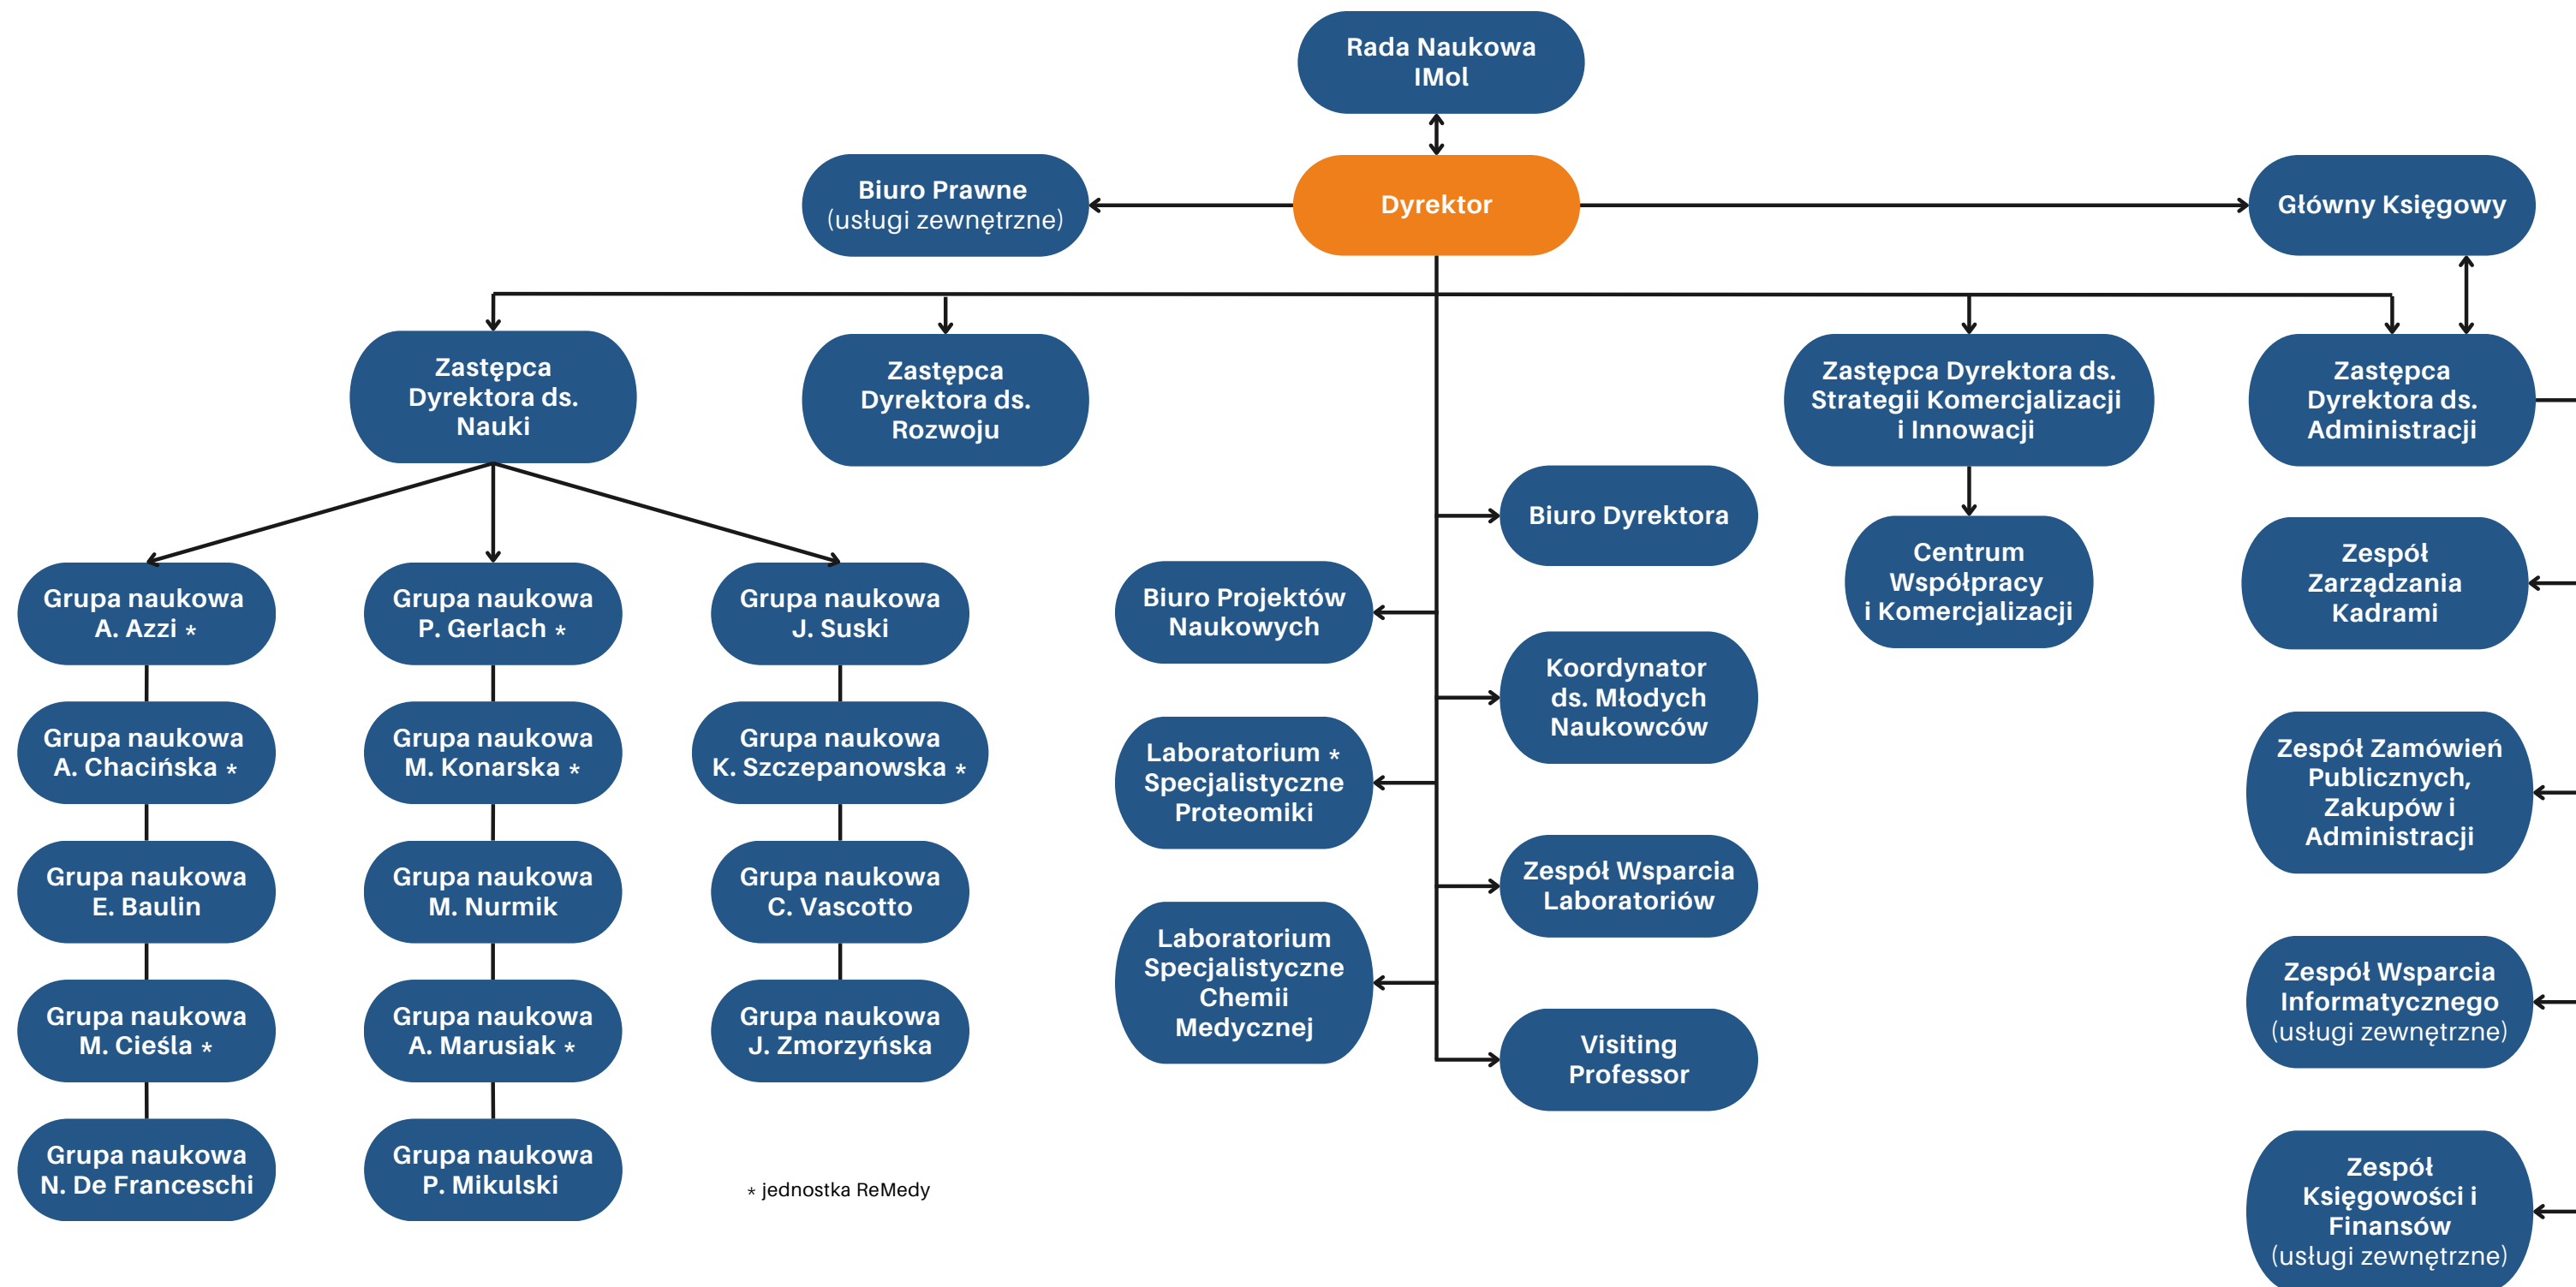 Rada Naukowa
IMol
Biuro Prawne
(usługi zewnętrzne)
Dyrektor
Główny Księgowy
Zastępca
Dyrektora ds.
Nauki
Zastępca
Dyrektora ds.
Rozwoju
Zastępca Dyrektora ds.
Strategii Komercjalizacji
i Innowacji
Zastępca
Dyrektora ds.
Administracji
Grupa naukowa
A. Azzi *
Grupa naukowa
A. Chacińska *
Grupa naukowa
E. Baulin
Grupa naukowa
M. Cieśla *
Grupa naukowa
N. De Franceschi
Grupa naukowa
P. Gerlach *
Grupa naukowa
M. Konarska *
Grupa naukowa
M. Nurmik
Grupa naukowa
A. Marusiak *
Grupa naukowa
P. Mikulski
Grupa naukowa
J. Suski
Grupa naukowa
K. Szczepanowska *
Grupa naukowa
C. Vascotto
Grupa naukowa
J. Zmorzyńska
* jednostka ReMedy
Biuro Projektów
Naukowych
Laboratorium *
Specjalistyczne
Proteomiki
Laboratorium
Specjalistyczne
Chemii
Medycznej
Biuro Dyrektora
Koordynator
ds. Młodych
Naukowców
Zespół Wsparcia
Laboratoriów
Visiting
Professor
Centrum
Współpracy
i Komercjalizacji
Zespół
Zarządzania
Kadrami
Zespół Zamówień
Publicznych,
Zakupów i
Administracji
Zespół Wsparcia
Informatycznego
(usługi zewnętrzne)
Zespół
Księgowości i
Finansów
(usługi zewnętrzne)